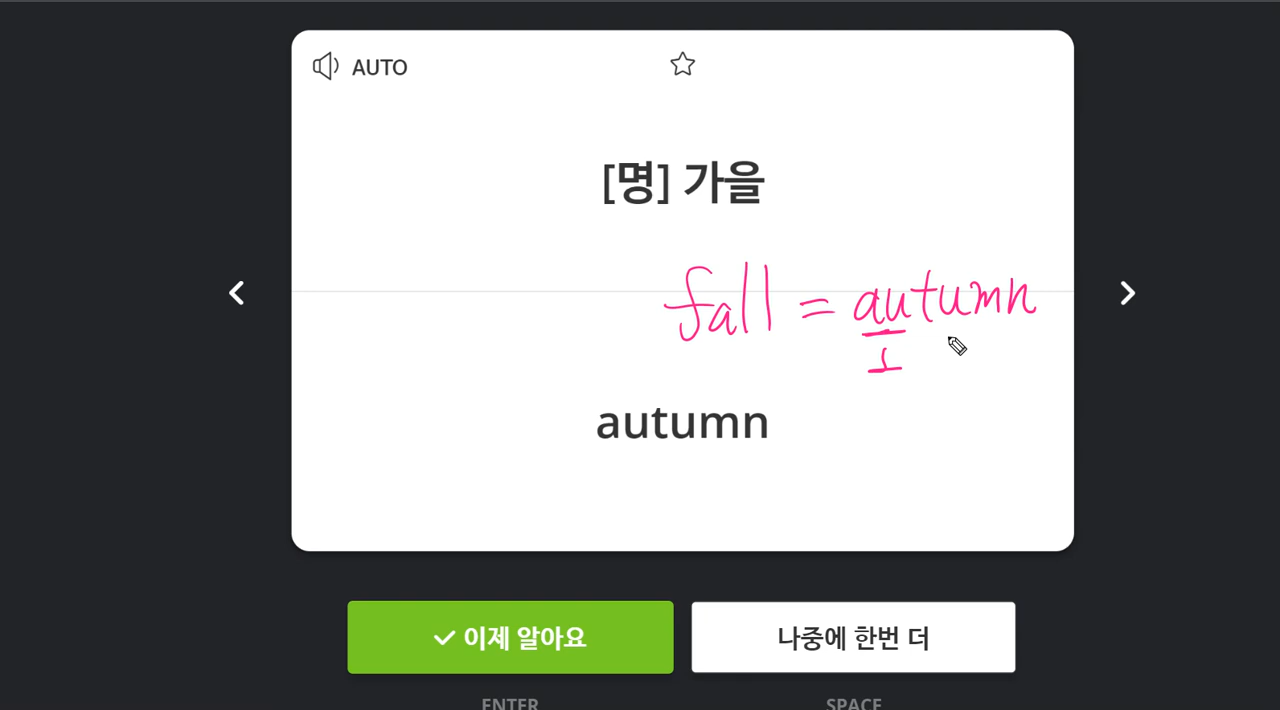 AUTO
[명] 가을
fall = autumn
ㅗ
autumn
이제 알아요
나중에 한번 더
ENTER
SPACE